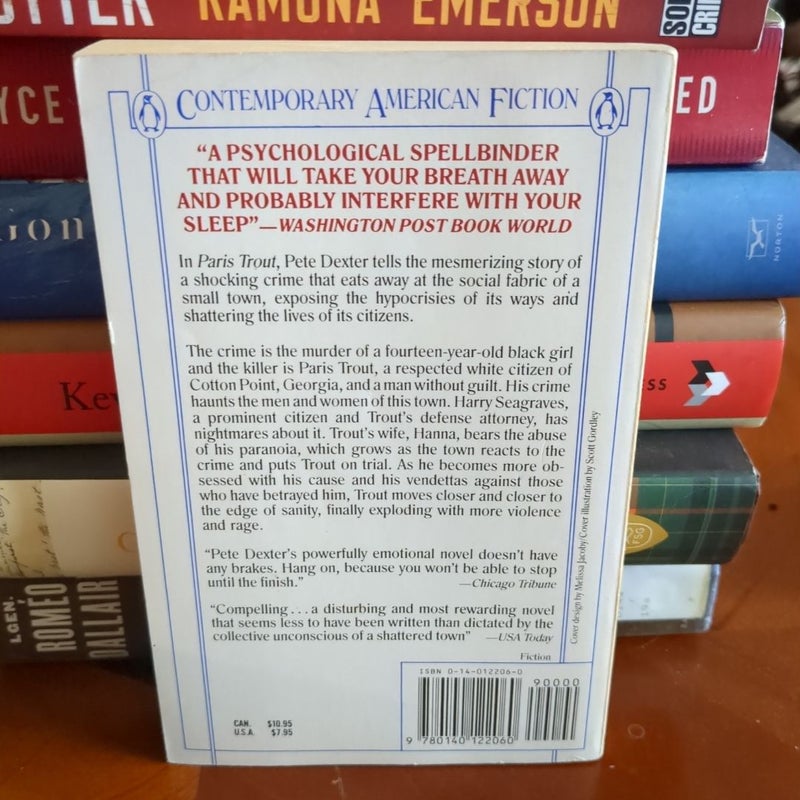 RAMONA EMERSON
YCE
ED
NORTON
Ke
ESS
FSG
LGEN.
ROMÉO
DALLAIR
CONTEMPORARY AMERICAN FICTION
“A PSYCHOLOGICAL SPELLBINDER
THAT WILL TAKE YOUR BREATH AWAY
AND PROBABLY INTERFERE WITH YOUR
SLEEP”—WASHINGTON POST BOOK WORLD
In Paris Trout, Pete Dexter tells the mesmerizing story of
a shocking crime that eats away at the social fabric of a
small town, exposing the hypocrisies of its ways and
shattering the lives of its citizens.
The crime is the murder of a fourteen-year-old black girl
and the killer is Paris Trout, a respected white citizen of
Cotton Point, Georgia, and a man without guilt. His crime
haunts the men and women of this town. Harry Seagraves,
a prominent citizen and Trout's defense attorney, has
nightmares about it. Trout's wife, Hanna, bears the abuse
of his paranoia, which grows as the town reacts to the
crime and puts Trout on trial. As he becomes more ob-
sessed with his cause and his vendettas against those
who have betrayed him, Trout moves closer and closer to
the edge of sanity, finally exploding with more violence
and rage.
“Pete Dexter's powerfully emotional novel doesn't have
any brakes. Hang on, because you won't be able to stop
until the finish.” —Chicago Tribune
“Compelling . . . a disturbing and most rewarding novel
that seems less to have been written than dictated by the
collective unconscious of a shattered town” —USA Today
Fiction
Cover design by Melissa Jacoby/Cover illustration by Scott Gordley
ISBN 0-14-012206-0
90000
9 780140 122060
CAN. $10.95
U.S.A. $7.95